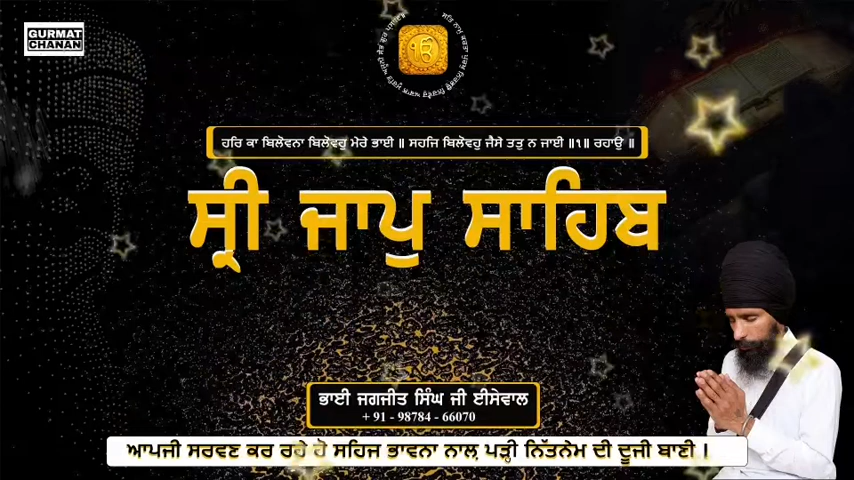 GURMAT
CHANAN
ੴ
ਹਰਿ ਕਾ ਬਿਲੋਵਨਾ ਬਿਲੋਵਹੁ ਮੇਰੇ ਭਾਈ ॥ ਸਹਜਿ ਬਿਲੋਵਹੁ ਜੈਸੇ ਤਤੁ ਨ ਜਾਈ ॥੧॥ ਰਹਾਉ ॥
ਸ੍ਰੀ ਜਾਪੁ ਸਾਹਿਬ
ਭਾਈ ਜਗਜੀਤ ਸਿੰਘ ਜੀ ਈਸੇਵਾਲ
+ 91 - 98784 - 66070
ਆਪਜੀ ਸਰਵਣ ਕਰ ਰਹੇ ਹੋ ਸਹਿਜ ਭਾਵਨਾ ਨਾਲ਼ ਪੜ੍ਹੀ ਨਿੱਤਨੇਮ ਦੀ ਦੂਜੀ ਬਾਣੀ ।